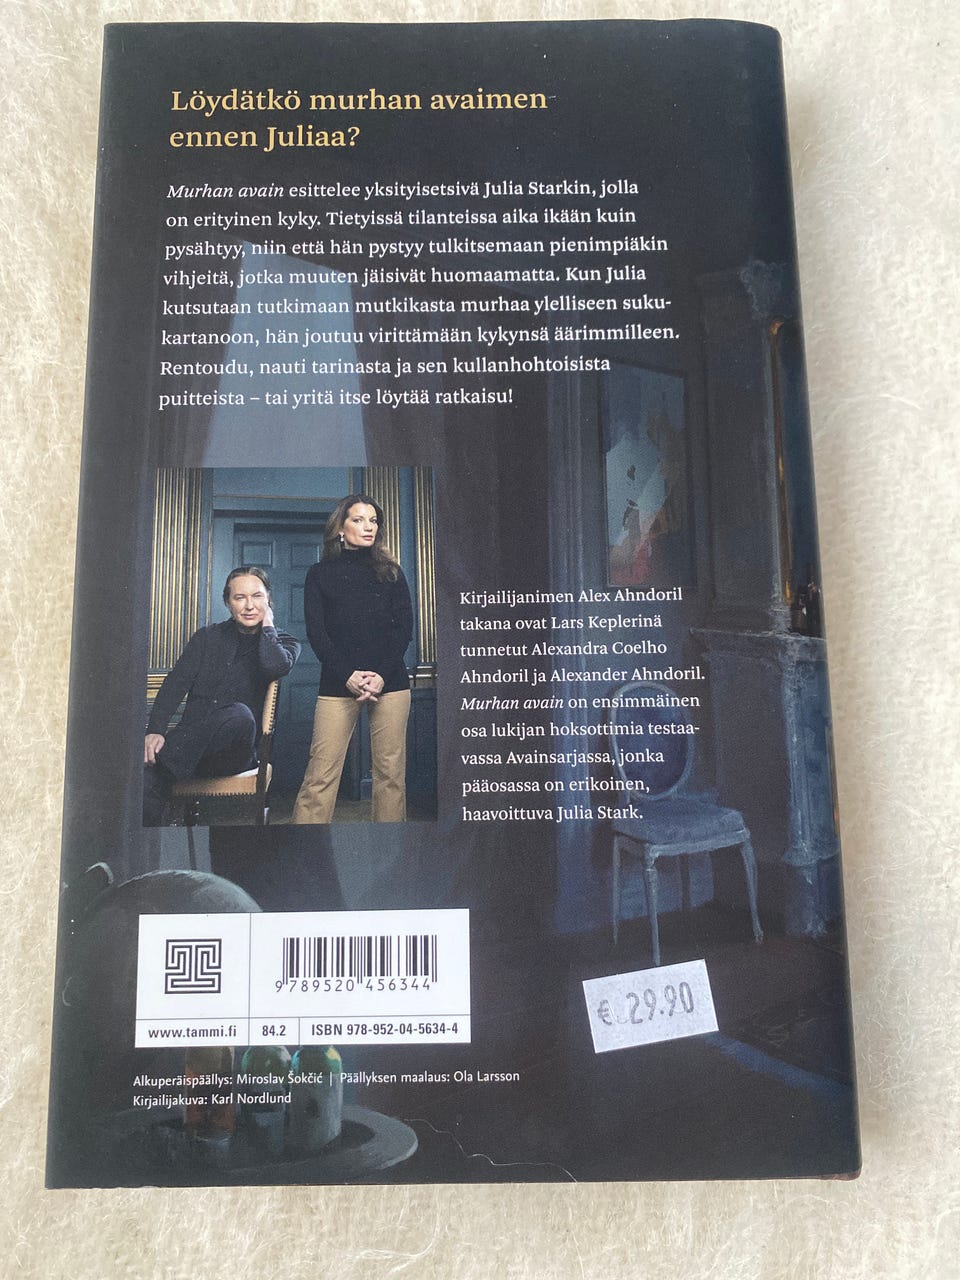 Löydätkö murhan avaimen
ennen Juliaa?
Murhan avain esittelee yksityisetsivä Julia Starkin, jolla
on erityinen kyky. Tietyissä tilanteissa aika ikään kuin
pysähtyy, niin että hän pystyy tulkitsemaan pienimpiäkin
vihjeitä, jotka muuten jäisivät huomaamatta. Kun Julia
kutsutaan tutkimaan mutkikasta murhaa ylelliseen suku-
kartanoon, hän joutuu virittämään kykynsä äärimmilleen.
Rentoudu, nauti tarinasta ja sen kullanhohtoisista
puitteista – tai yritä itse löytää ratkaisu!
Kirjailijanimen Alex Ahndoril
takana ovat Lars Keplerinä
tunnetut Alexandra Coelho
Ahndoril ja Alexander Ahndoril.
Murhan avain on ensimmäinen
osa lukijan hoksottimia testaa-
vassa Avainsarjassa, jonka
pääosassa on erikoinen,
haavoittuva Julia Stark.
9 789520 456344
www.tammi.fi 84.2 ISBN 978-952-04-5634-4
€ 29.90
Alkuperäispäällys: Miroslav Šokčić | Päällyksen maalaus: Ola Larsson
Kirjailijakuva: Karl Nordlund